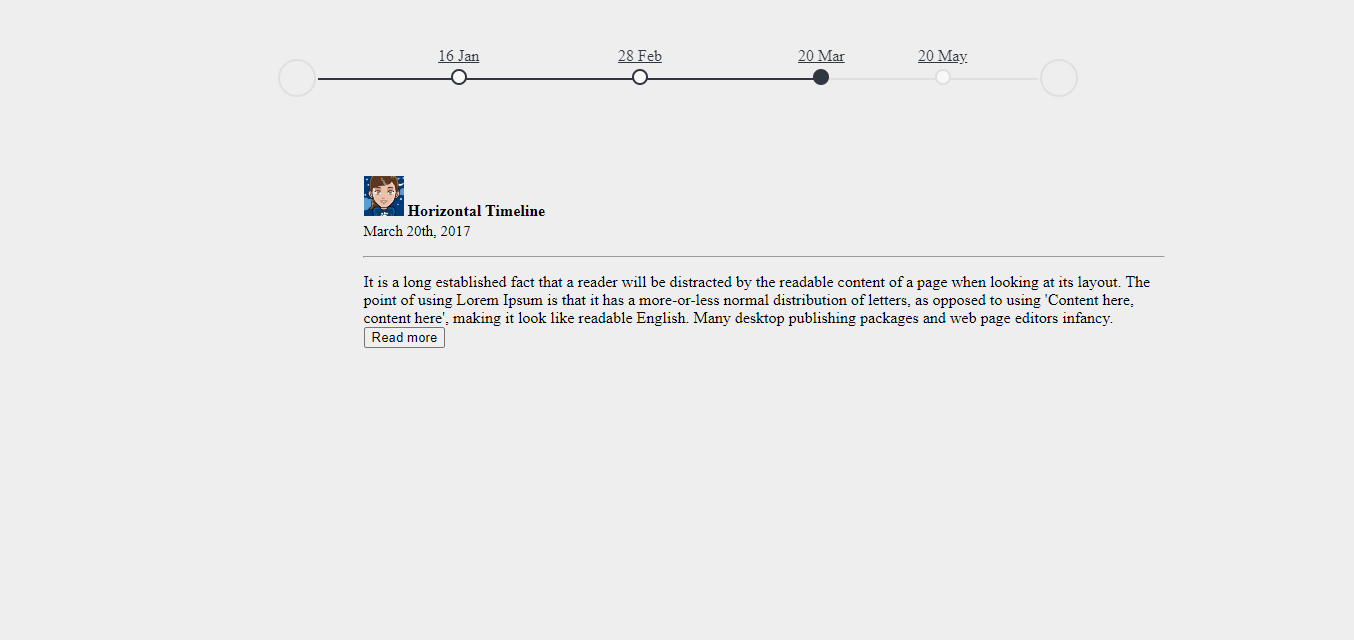 16 Jan 28 Feb 20 Mar 20 May
Horizontal Timeline
March 20th, 2017
It is a long established fact that a reader will be distracted by the readable content of a page when looking at its layout. The
point of using Lorem Ipsum is that it has a more-or-less normal distribution of letters, as opposed to using 'Content here,
content here', making it look like readable English. Many desktop publishing packages and web page editors infancy.
Read more